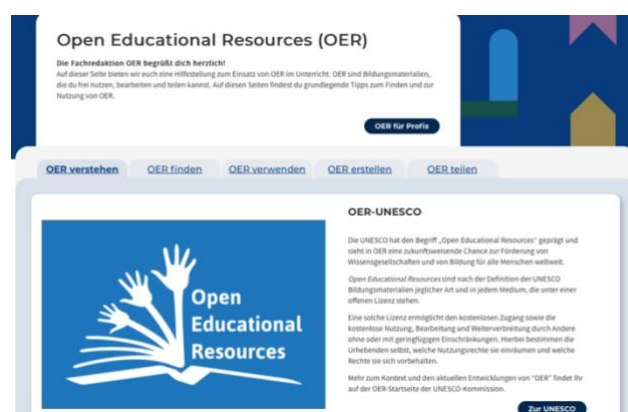 Open Educational Resources (OER)
Die Fachredaktion OER begrüßt dich herzlich!
Auf dieser Seite bieten wir euch eine Hilfestellung zum Einsatz von OER im Unterricht. OER sind Bildungsmaterialien,
die du frei nutzen, bearbeiten und teilen kannst. Auf diesen Seiten findest du grundlegende Tipps zum Finden und zur
Nutzung von OER.
OER für Profis
OER verstehen OER finden OER verwenden OER erstellen OER teilen
OER-UNESCO
Die UNESCO hat den Begriff „Open Educational Resources" geprägt und
sieht in OER eine zukunftsweisende Chance zur Förderung von
Wissensgesellschaften und von Bildung für alle Menschen weltweit.
Open Educational Resources sind nach der Definition der UNESCO
Bildungsmaterialien jeglicher Art und in jedem Medium, die unter einer
offenen Lizenz stehen.
Eine solche Lizenz ermöglicht den kostenlosen Zugang sowie die
kostenlose Nutzung, Bearbeitung und Weiterverbreitung durch Andere
ohne oder mit geringfügigen Einschränkungen. Hierbei bestimmen die
Urhebenden selbst, welche Nutzungsrechte sie einräumen und welche
Rechte sie sich vorbehalten.
Mehr zum Kontext und den aktuellen Entwicklungen von "OER" findet Ihr
auf der OER-Startseite der UNESCO-Kommission.
Zur UNESCO
Open
Educational
Resources